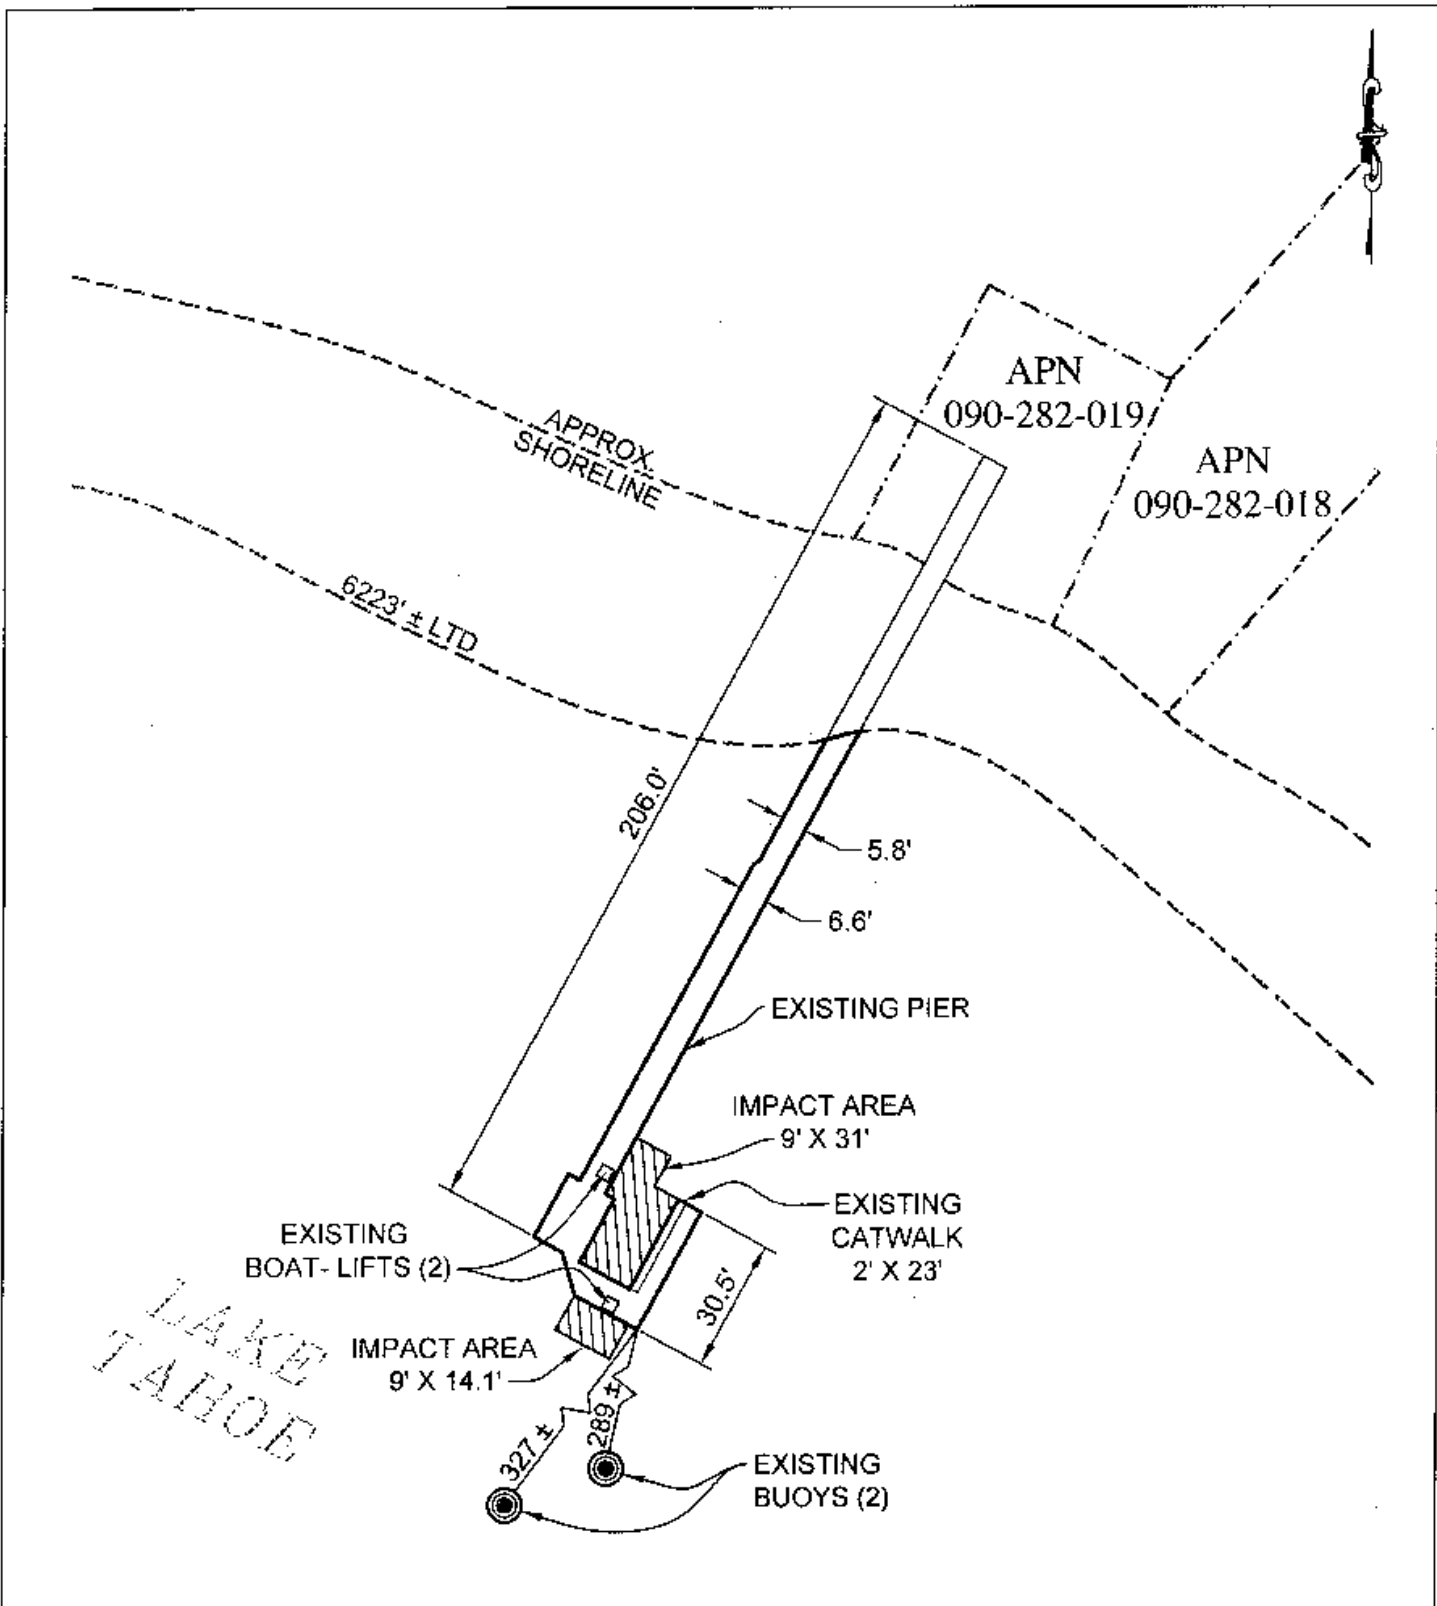 APN
090-282-019
APN
090-282-018
APPROX.
SHORELINE
6223' ± LTD
206.0'
5.8'
6.6'
EXISTING PIER
IMPACT AREA
9' X 31'
EXISTING
CATWALK
2' X 23'
EXISTING
BOAT- LIFTS (2)
30.5'
LAKE
TAHOE
IMPACT AREA
9' X 14.1'
289 ±
327 ±
EXISTING
BUOYS (2)